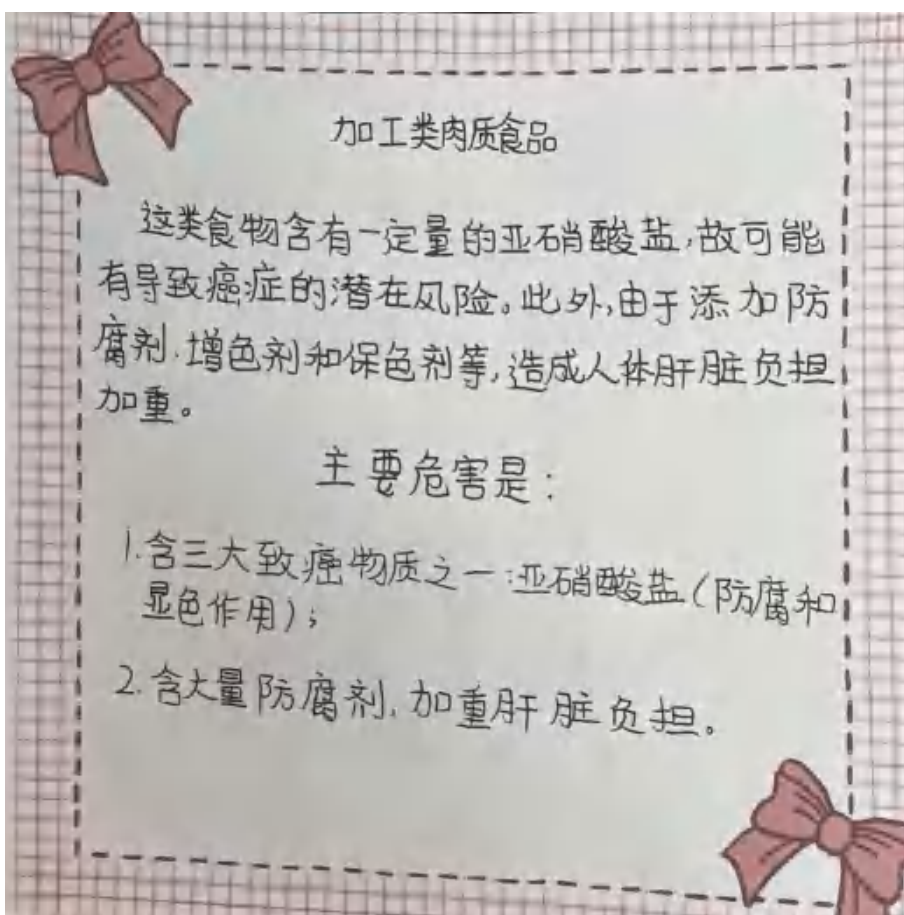 加工类肉质食品
这类食物含有一定量的亚硝酸盐,故可能
有导致癌症的潜在风险。此外,由于添加防
腐剂、增色剂和保色剂等,造成人体肝脏负担
加重。
主要危害是:
1.含三大致癌物质之一:亚硝酸盐(防腐和
显色作用);
2.含大量防腐剂,加重肝脏负担。